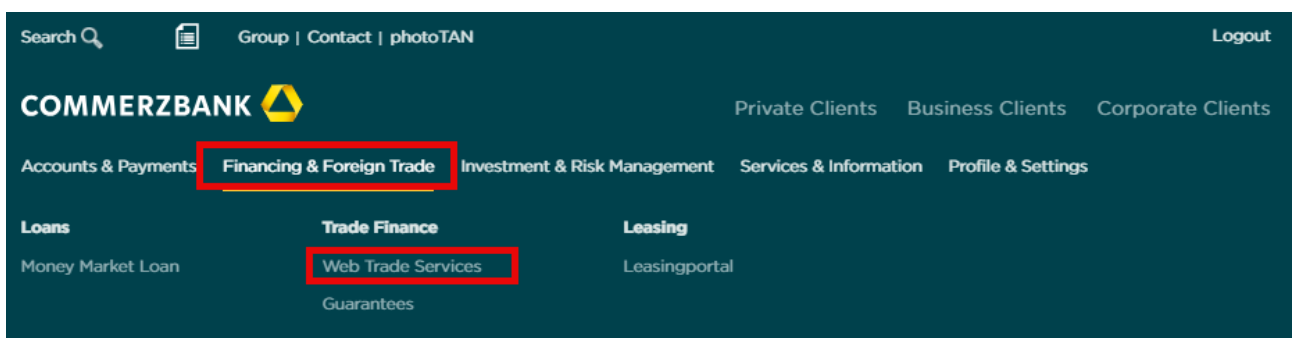 Search Group | Contact | photoTAN Logout
COMMERZBANK
Private Clients Business Clients Corporate Clients
Accounts & Payments Financing & Foreign Trade Investment & Risk Management Services & Information Profile & Settings
Loans Trade Finance Leasing
Money Market Loan Web Trade Services Leasingportal
Guarantees